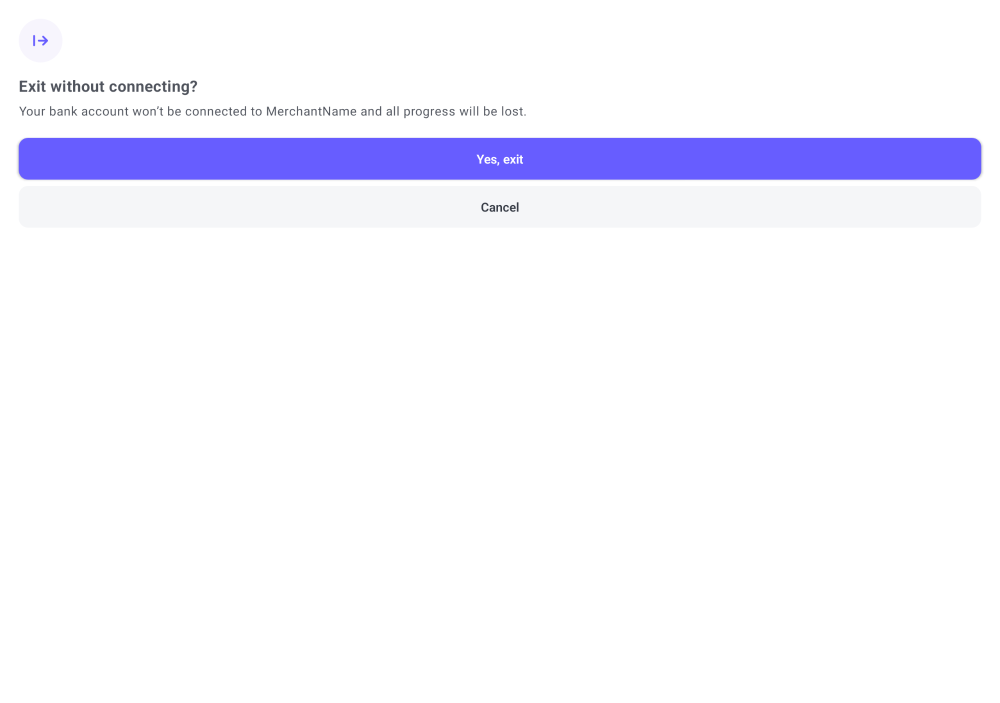 Exit without connecting?
Your bank account won’t be connected to MerchantName and all progress will be lost.
Yes, exit
Cancel